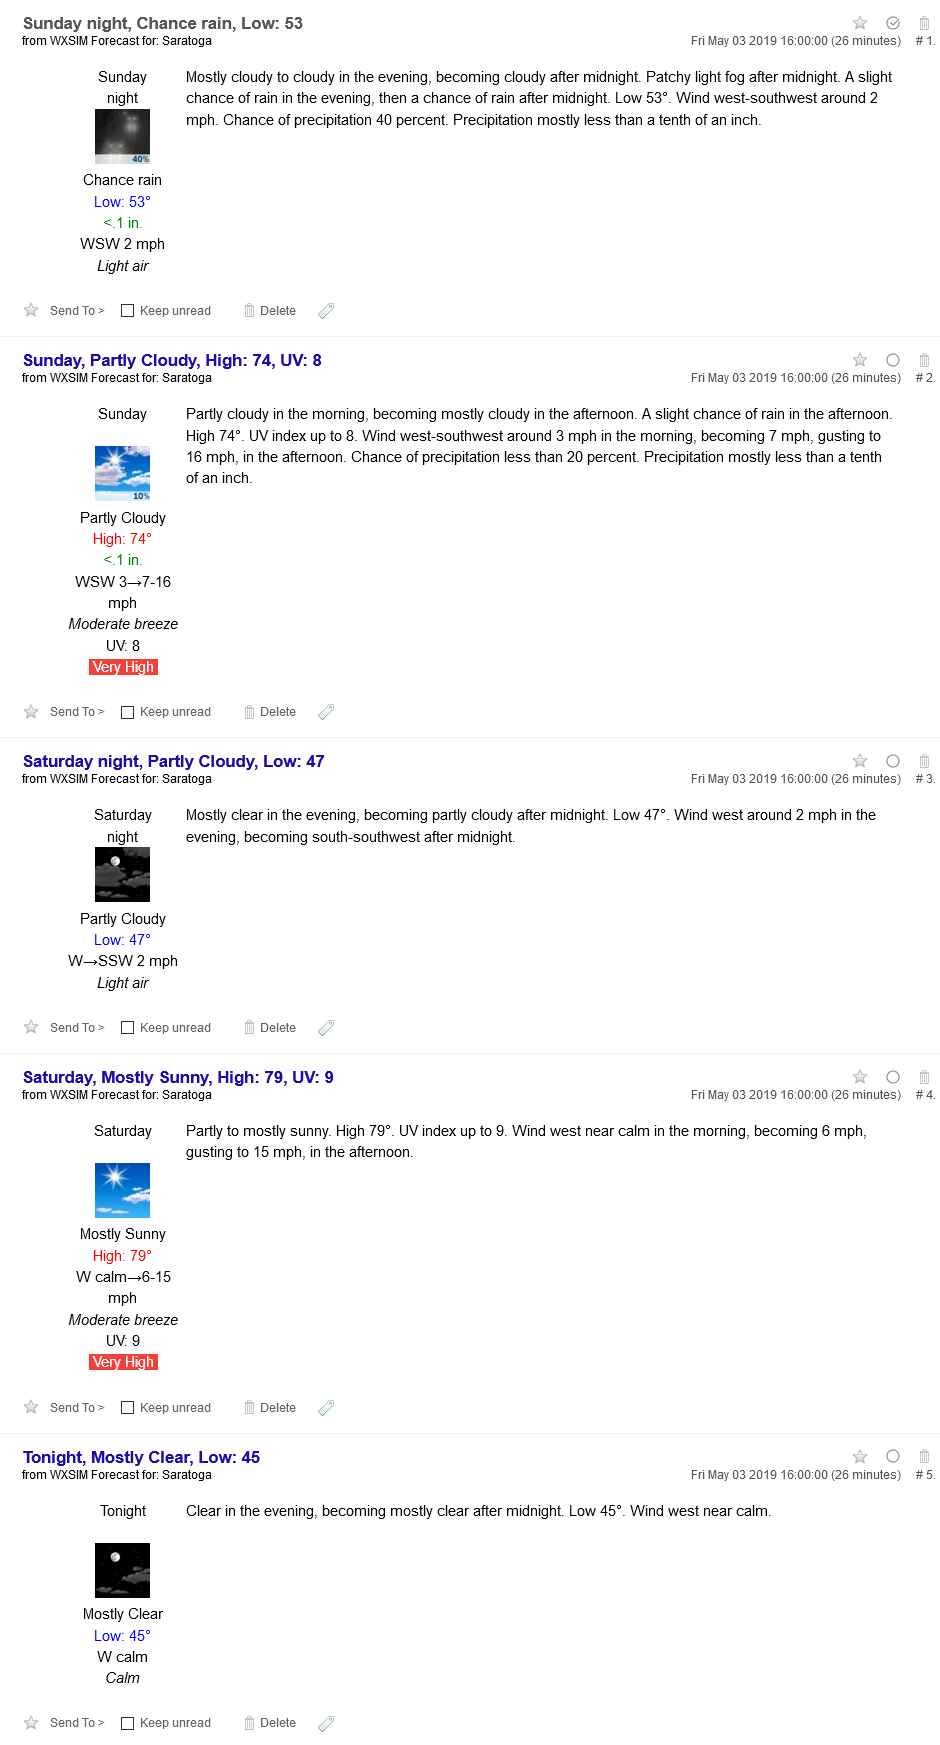 Sunday night, Chance rain, Low: 53
from WXSIM Forecast for: Saratoga
Fri May 03 2019 16:00:00 (26 minutes) # 1.
Sunday
night
40%
Chance rain
Low: 53°
<.1 in.
WSW 2 mph
Light air
Mostly cloudy to cloudy in the evening, becoming cloudy after midnight. Patchy light fog after midnight. A slight
chance of rain in the evening, then a chance of rain after midnight. Low 53°. Wind west-southwest around 2
mph. Chance of precipitation 40 percent. Precipitation mostly less than a tenth of an inch.
Send To > Keep unread Delete
Sunday, Partly Cloudy, High: 74, UV: 8
from WXSIM Forecast for: Saratoga
Fri May 03 2019 16:00:00 (26 minutes) # 2.
Sunday
10%
Partly Cloudy
High: 74°
<.1 in.
WSW 3→7-16
mph
Moderate breeze
UV: 8
Very High
Partly cloudy in the morning, becoming mostly cloudy in the afternoon. A slight chance of rain in the afternoon.
High 74°. UV index up to 8. Wind west-southwest around 3 mph in the morning, becoming 7 mph, gusting to
16 mph, in the afternoon. Chance of precipitation less than 20 percent. Precipitation mostly less than a tenth
of an inch.
Send To > Keep unread Delete
Saturday night, Partly Cloudy, Low: 47
from WXSIM Forecast for: Saratoga
Fri May 03 2019 16:00:00 (26 minutes) # 3.
Saturday
night
Partly Cloudy
Low: 47°
W→SSW 2 mph
Light air
Mostly clear in the evening, becoming partly cloudy after midnight. Low 47°. Wind west around 2 mph in the
evening, becoming south-southwest after midnight.
Send To > Keep unread Delete
Saturday, Mostly Sunny, High: 79, UV: 9
from WXSIM Forecast for: Saratoga
Fri May 03 2019 16:00:00 (26 minutes) # 4.
Saturday
Mostly Sunny
High: 79°
W calm→6-15
mph
Moderate breeze
UV: 9
Very High
Partly to mostly sunny. High 79°. UV index up to 9. Wind west near calm in the morning, becoming 6 mph,
gusting to 15 mph, in the afternoon.
Send To > Keep unread Delete
Tonight, Mostly Clear, Low: 45
from WXSIM Forecast for: Saratoga
Fri May 03 2019 16:00:00 (26 minutes) # 5.
Tonight
Mostly Clear
Low: 45°
W calm
Calm
Clear in the evening, becoming mostly clear after midnight. Low 45°. Wind west near calm.
Send To > Keep unread Delete